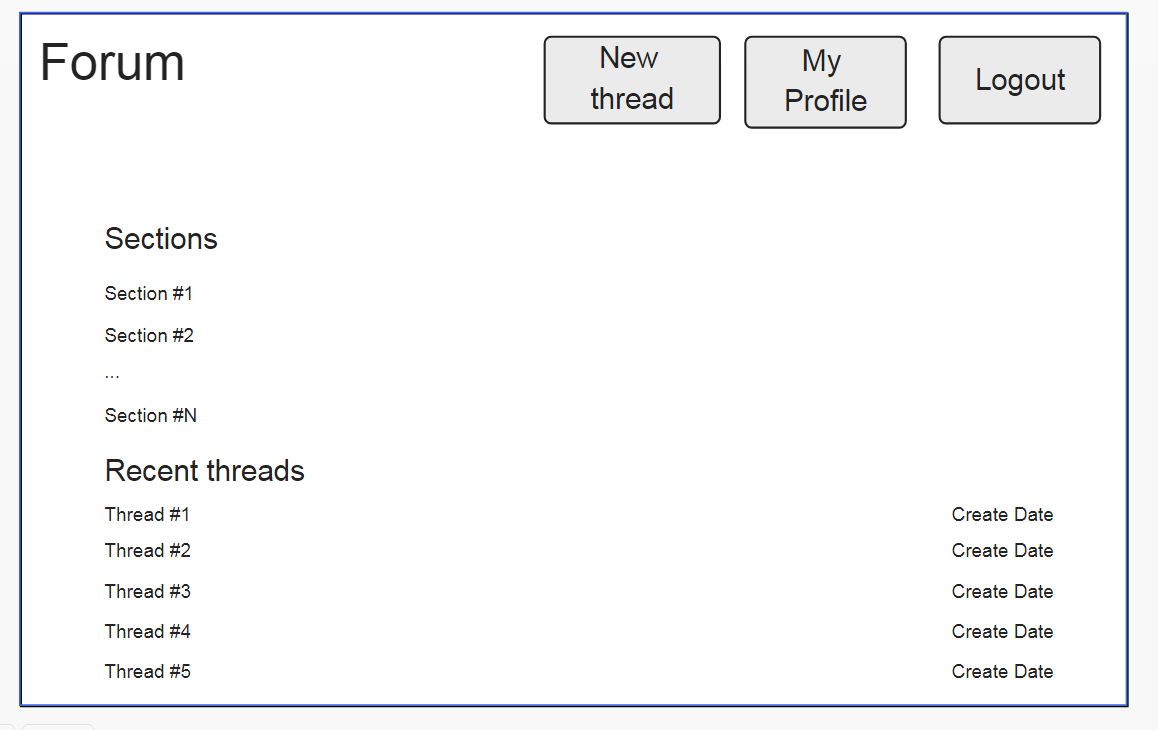 Forum
New
thread
My
Profile
Logout
Sections
Section #1
Section #2
...
Section #N
Recent threads
Thread #1 Create Date
Thread #2 Create Date
Thread #3 Create Date
Thread #4 Create Date
Thread #5 Create Date